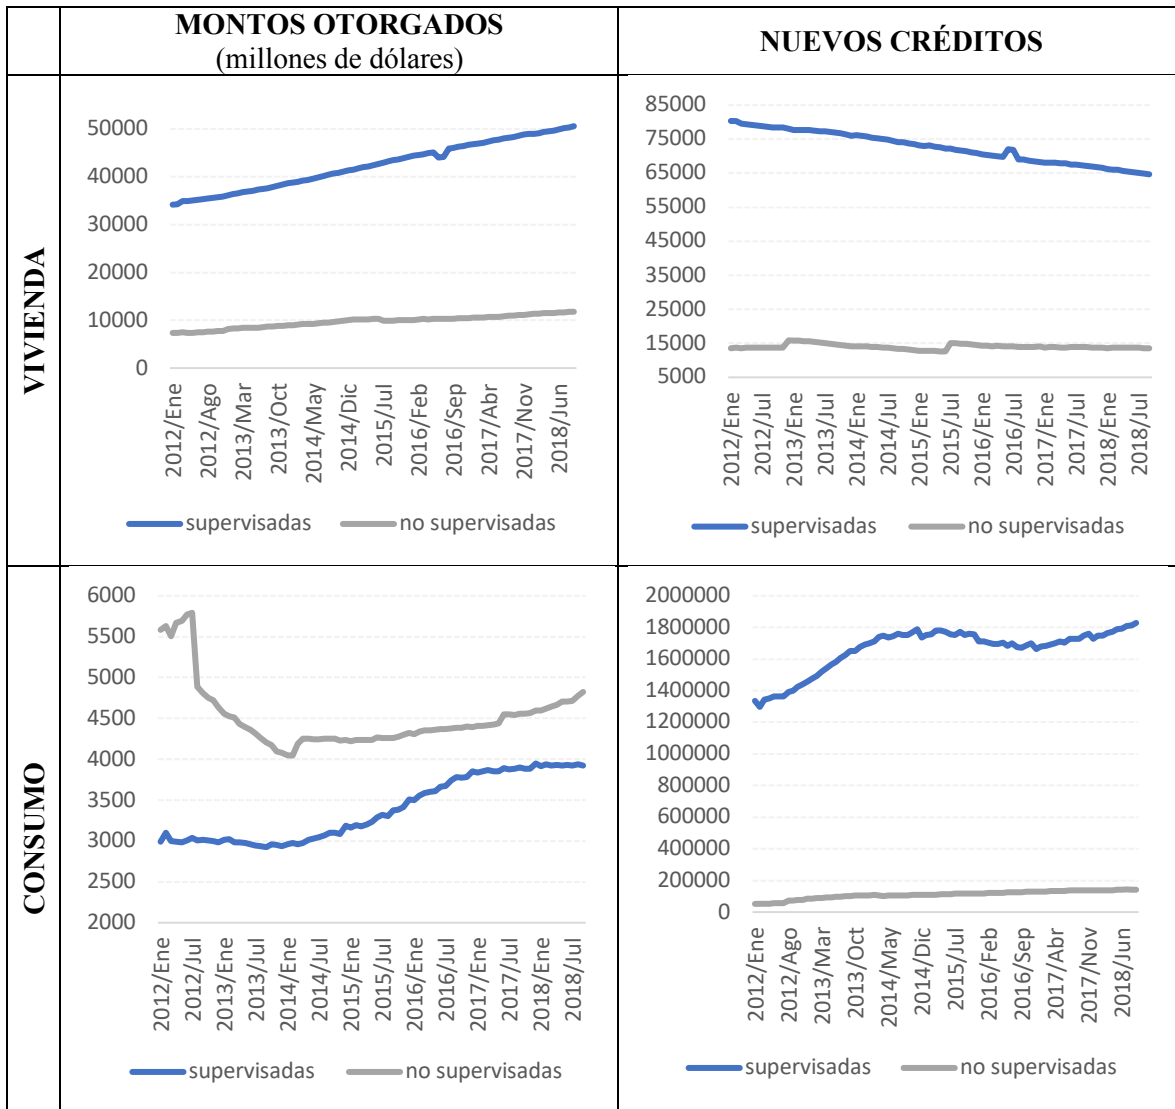 MONTOS OTORGADOS
(millones de dólares)
NUEVOS CRÉDITOS
VIVIENDA
50000
40000
30000
20000
10000
0
2012/Ene
2012/Ago
2013/Mar
2013/Oct
2014/May
2014/Dic
2015/Jul
2016/Feb
2016/Sep
2017/Abr
2017/Nov
2018/Jun
supervisadas
no supervisadas
85000
75000
65000
55000
45000
35000
25000
15000
5000
2012/Ene
2012/Jul
2013/Ene
2013/Jul
2014/Ene
2014/Jul
2015/Ene
2015/Jul
2016/Ene
2016/Jul
2017/Ene
2017/Jul
2018/Ene
2018/Jul
supervisadas
no supervisadas
CONSUMO
6000
5500
5000
4500
4000
3500
3000
2500
2000
2012/Ene
2012/Jul
2013/Ene
2013/Jul
2014/Ene
2014/Jul
2015/Ene
2015/Jul
2016/Ene
2016/Jul
2017/Ene
2017/Jul
2018/Ene
2018/Jul
supervisadas
no supervisadas
2000000
1800000
1600000
1400000
1200000
1000000
800000
600000
400000
200000
0
2012/Ene
2012/Ago
2013/Mar
2013/Oct
2014/May
2014/Dic
2015/Jul
2016/Feb
2016/Sep
2017/Abr
2017/Nov
2018/Jun
supervisadas
no supervisadas